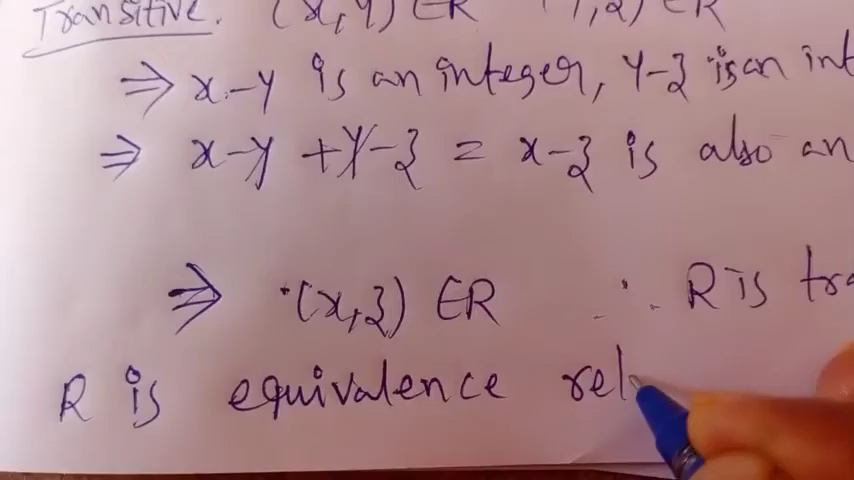 Transitive. (x,y) ∈R (y,z) ∈R
⇒ x-y is an integer, y-z is an int
⇒ x-y +y-z = x-z is also an
⇒ (x,z) ∈R ∴ R is tra
R is equivalence rel